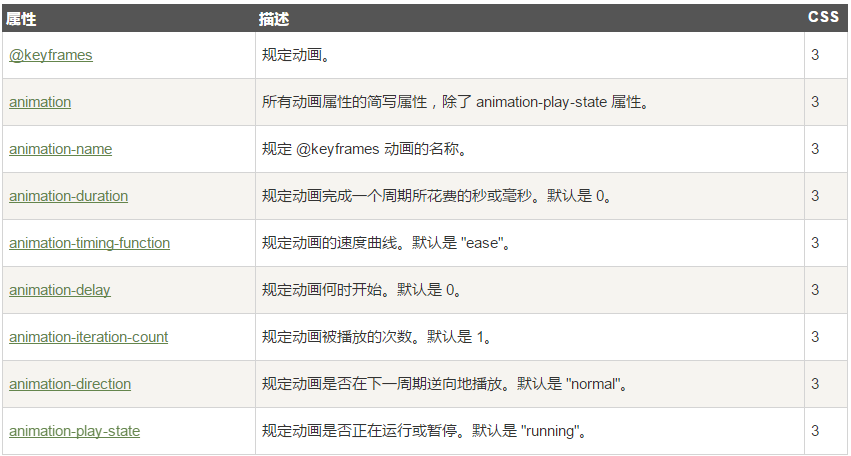 属性 描述 CSS
@keyframes 规定动画。 3
animation 所有动画属性的简写属性，除了 animation-play-state 属性。 3
animation-name 规定 @keyframes 动画的名称。 3
animation-duration 规定动画完成一个周期所花费的秒或毫秒。默认是 0。 3
animation-timing-function 规定动画的速度曲线。默认是 "ease"。 3
animation-delay 规定动画何时开始。默认是 0。 3
animation-iteration-count 规定动画被播放的次数。默认是 1。 3
animation-direction 规定动画是否在下一周期逆向地播放。默认是 "normal"。 3
animation-play-state 规定动画是否正在运行或暂停。默认是 "running"。 3